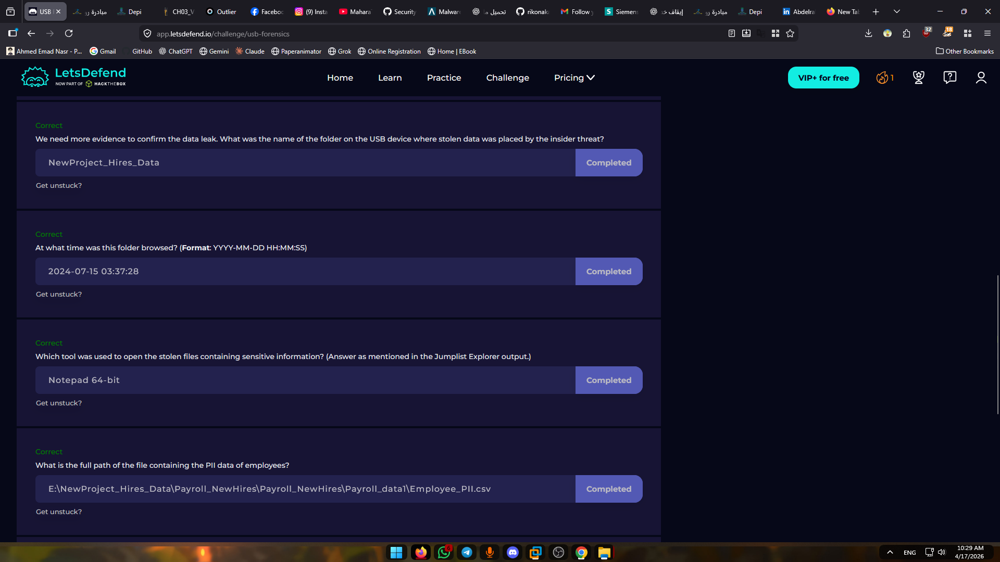 USB
مبادرة رو
Depi
CH03_V
Outlier
Faceboo
(9) Insta
Mahara
Security
Malware
تحميل ما
rikonaka
Follow y
Siemens
إيقاف خد
مبادرة رو
Depi
Abdelra
New Tab
app.letsdefend.io/challenge/usb-forensics
32
18
Ahmed Emad Nasr - P...
Gmail
GitHub
ChatGPT
Gemini
Claude
Paperanimator
Grok
Online Registration
Home | EBook
Other Bookmarks
LetsDefend
NOW PART OF HACKTHEBOX
Home
Learn
Practice
Challenge
Pricing
VIP+ for free
1
Correct
We need more evidence to confirm the data leak. What was the name of the folder on the USB device where stolen data was placed by the insider threat?
NewProject_Hires_Data
Completed
Get unstuck?
Correct
At what time was this folder browsed? (Format: YYYY-MM-DD HH:MM:SS)
2024-07-15 03:37:28
Completed
Get unstuck?
Correct
Which tool was used to open the stolen files containing sensitive information? (Answer as mentioned in the Jumplist Explorer output.)
Notepad 64-bit
Completed
Get unstuck?
Correct
What is the full path of the file containing the PII data of employees?
E:\NewProject_Hires_Data\Payroll_NewHires\Payroll_NewHires\Payroll_data1\Employee_PII.csv
Completed
Get unstuck?
5
ENG
10:29 AM
4/17/2026